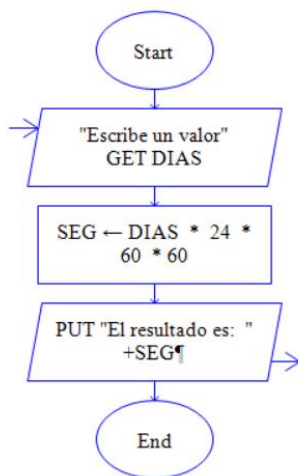 Start
"Escribe un valor"
GET DIAS
SEG ← DIAS * 24 *
60 * 60
PUT "El resultado es: "
+SEG¶
End